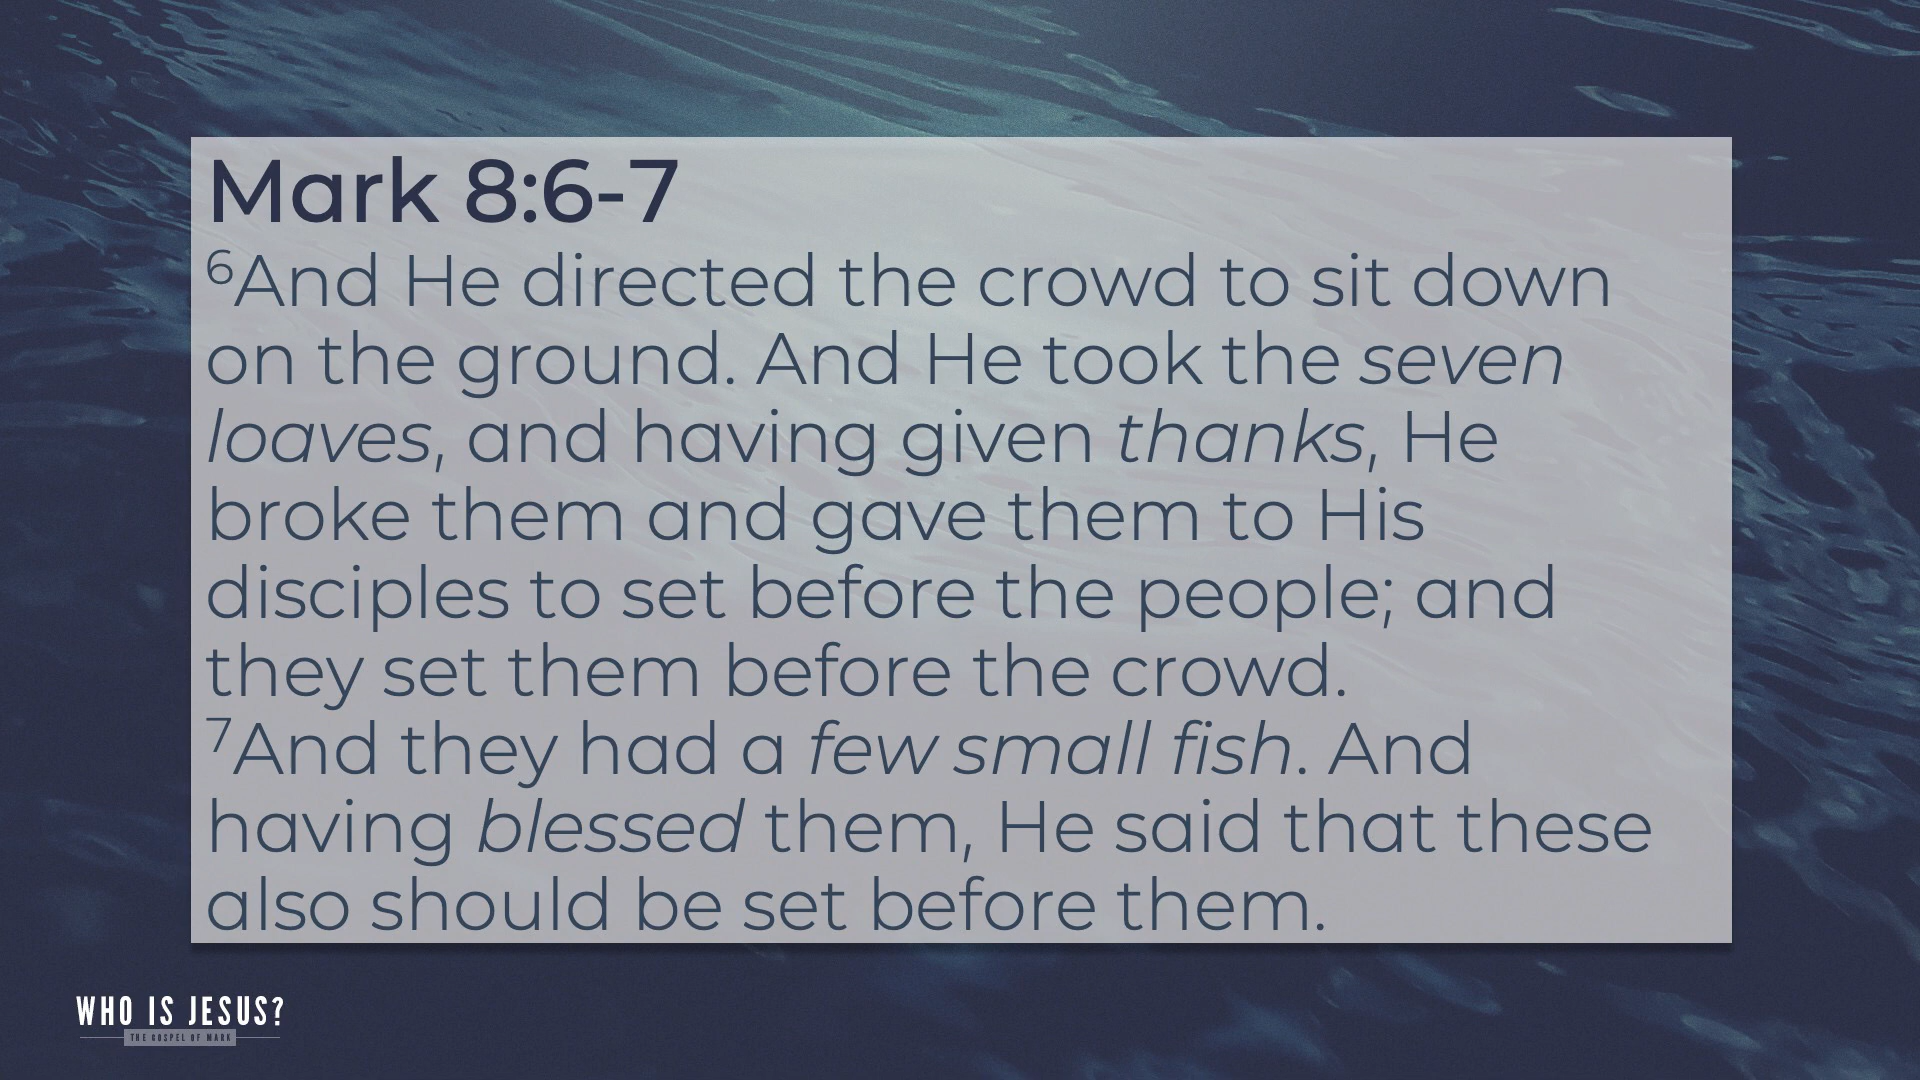 Mark 8:6-7
6And He directed the crowd to sit down
on the ground. And He took the seven
loaves, and having given thanks, He
broke them and gave them to His
disciples to set before the people; and
they set them before the crowd.
7And they had a few small fish. And
having blessed them, He said that these
also should be set before them.
WHO IS JESUS?
THE GOSPEL OF MARK